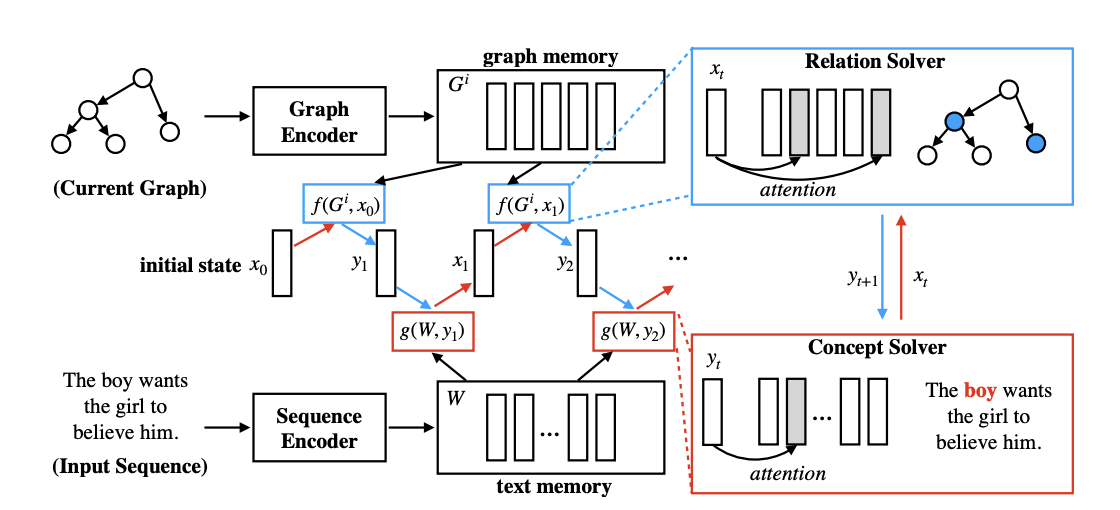 graph memory
G^i
Graph
Encoder
(Current Graph)
f(G^i, x_0)
f(G^i, x_1)
initial state x_0
y_1
x_1
y_2
...
g(W, y_1)
g(W, y_2)
The boy wants
the girl to
believe him.
(Input Sequence)
Sequence
Encoder
W
...
text memory
Relation Solver
x_t
attention
y_{t+1}
x_t
Concept Solver
y_t
...
attention
The boy wants
the girl to
believe him.